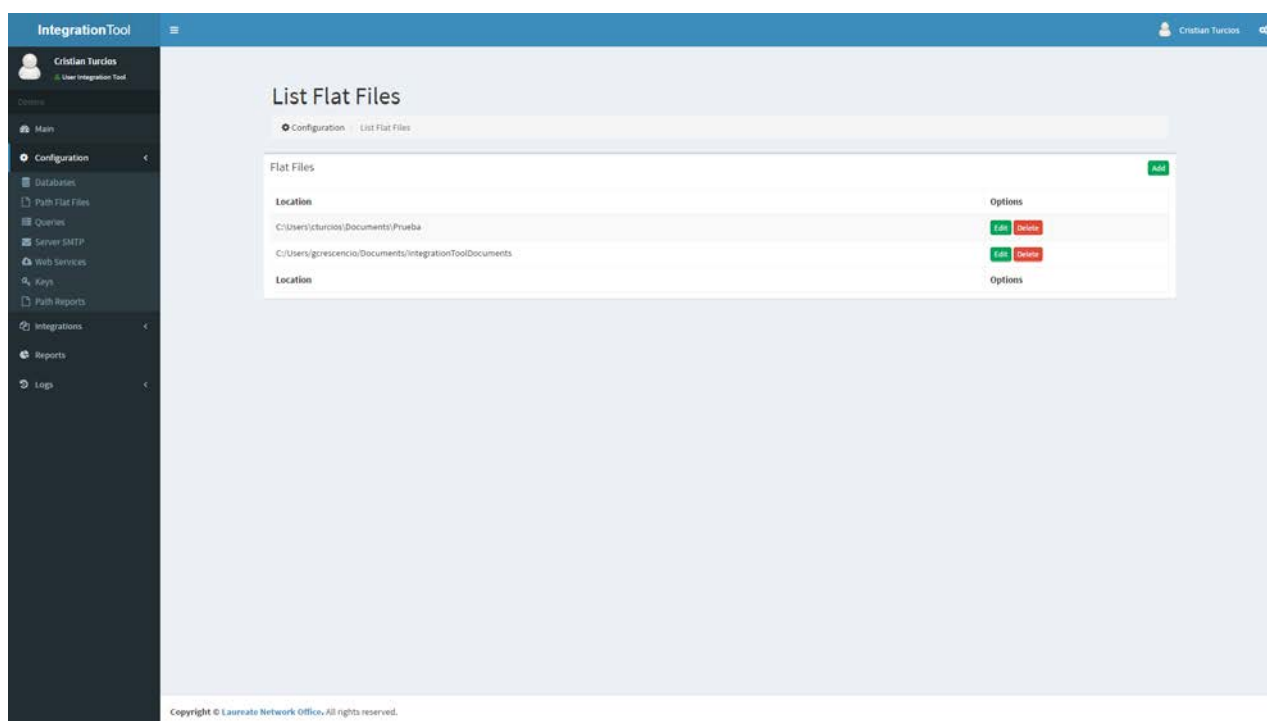 IntegrationTool
Cristian Turcios
Cristian Turcios
User Integration Tool
Main
Configuration
Databases
Path Flat Files
Queries
Server SMTP
Web Services
Keys
Path Reports
Integrations
Reports
Logs
List Flat Files
Configuration
List Flat Files
Flat Files
Add
Location Options
C:\Users\cturcios\Documents\Prueba Edit Delete
C:/Users/gcrescencio/Documents/IntegrationToolDocuments Edit Delete
Location Options
Copyright © Laureate Network Office. All rights reserved.